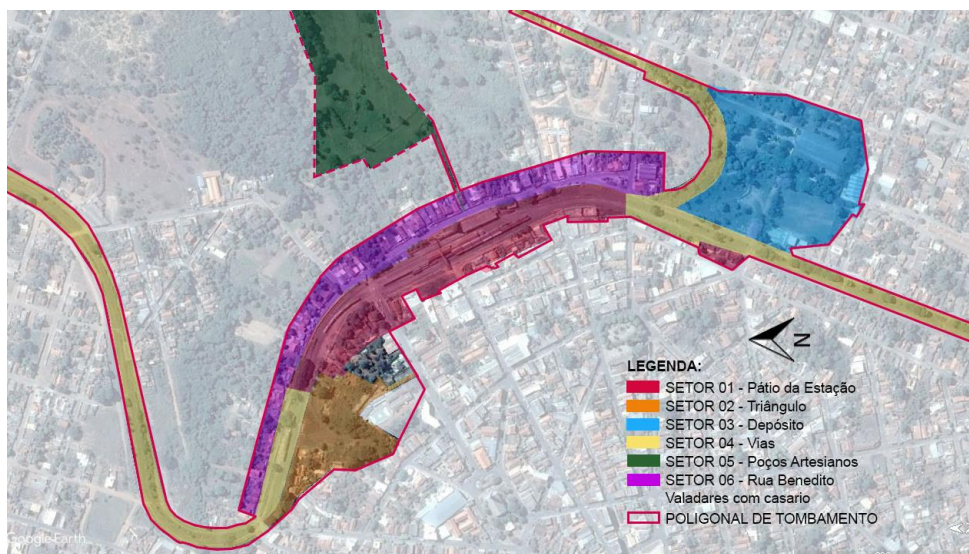 N
LEGENDA:
SETOR 01 - Pátio da Estação
SETOR 02 - Triângulo
SETOR 03 - Depósito
SETOR 04 - Vias
SETOR 05 - Poços Artesianos
SETOR 06 - Rua Benedito
Valadares com casario
POLIGONAL DE TOMBAMENTO
Google Earth